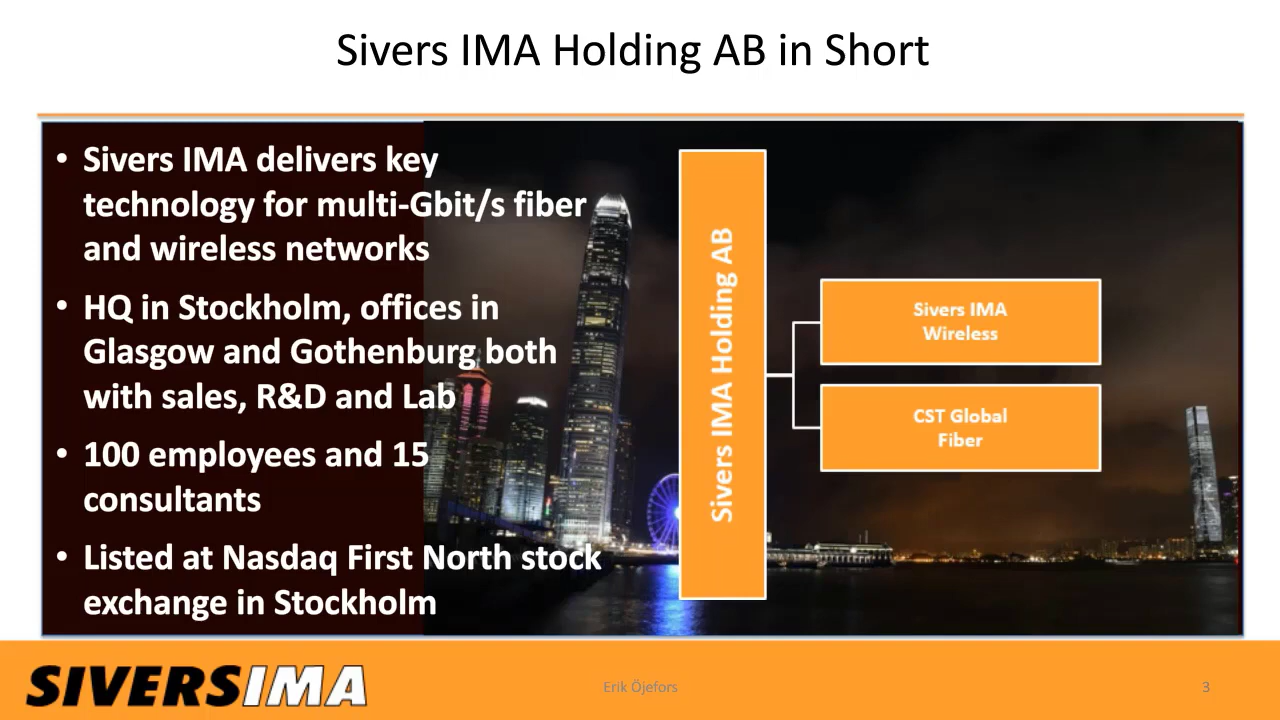 Sivers IMA Holding AB in Short
• Sivers IMA delivers key
technology for multi-Gbit/s fiber
and wireless networks
• HQ in Stockholm, offices in
Glasgow and Gothenburg both
with sales, R&D and Lab
• 100 employees and 15
consultants
• Listed at Nasdaq First North stock
exchange in Stockholm
Sivers IMA Holding AB
Sivers IMA
Wireless
CST Global
Fiber
SIVERSIMA
Erik Öjefors
3